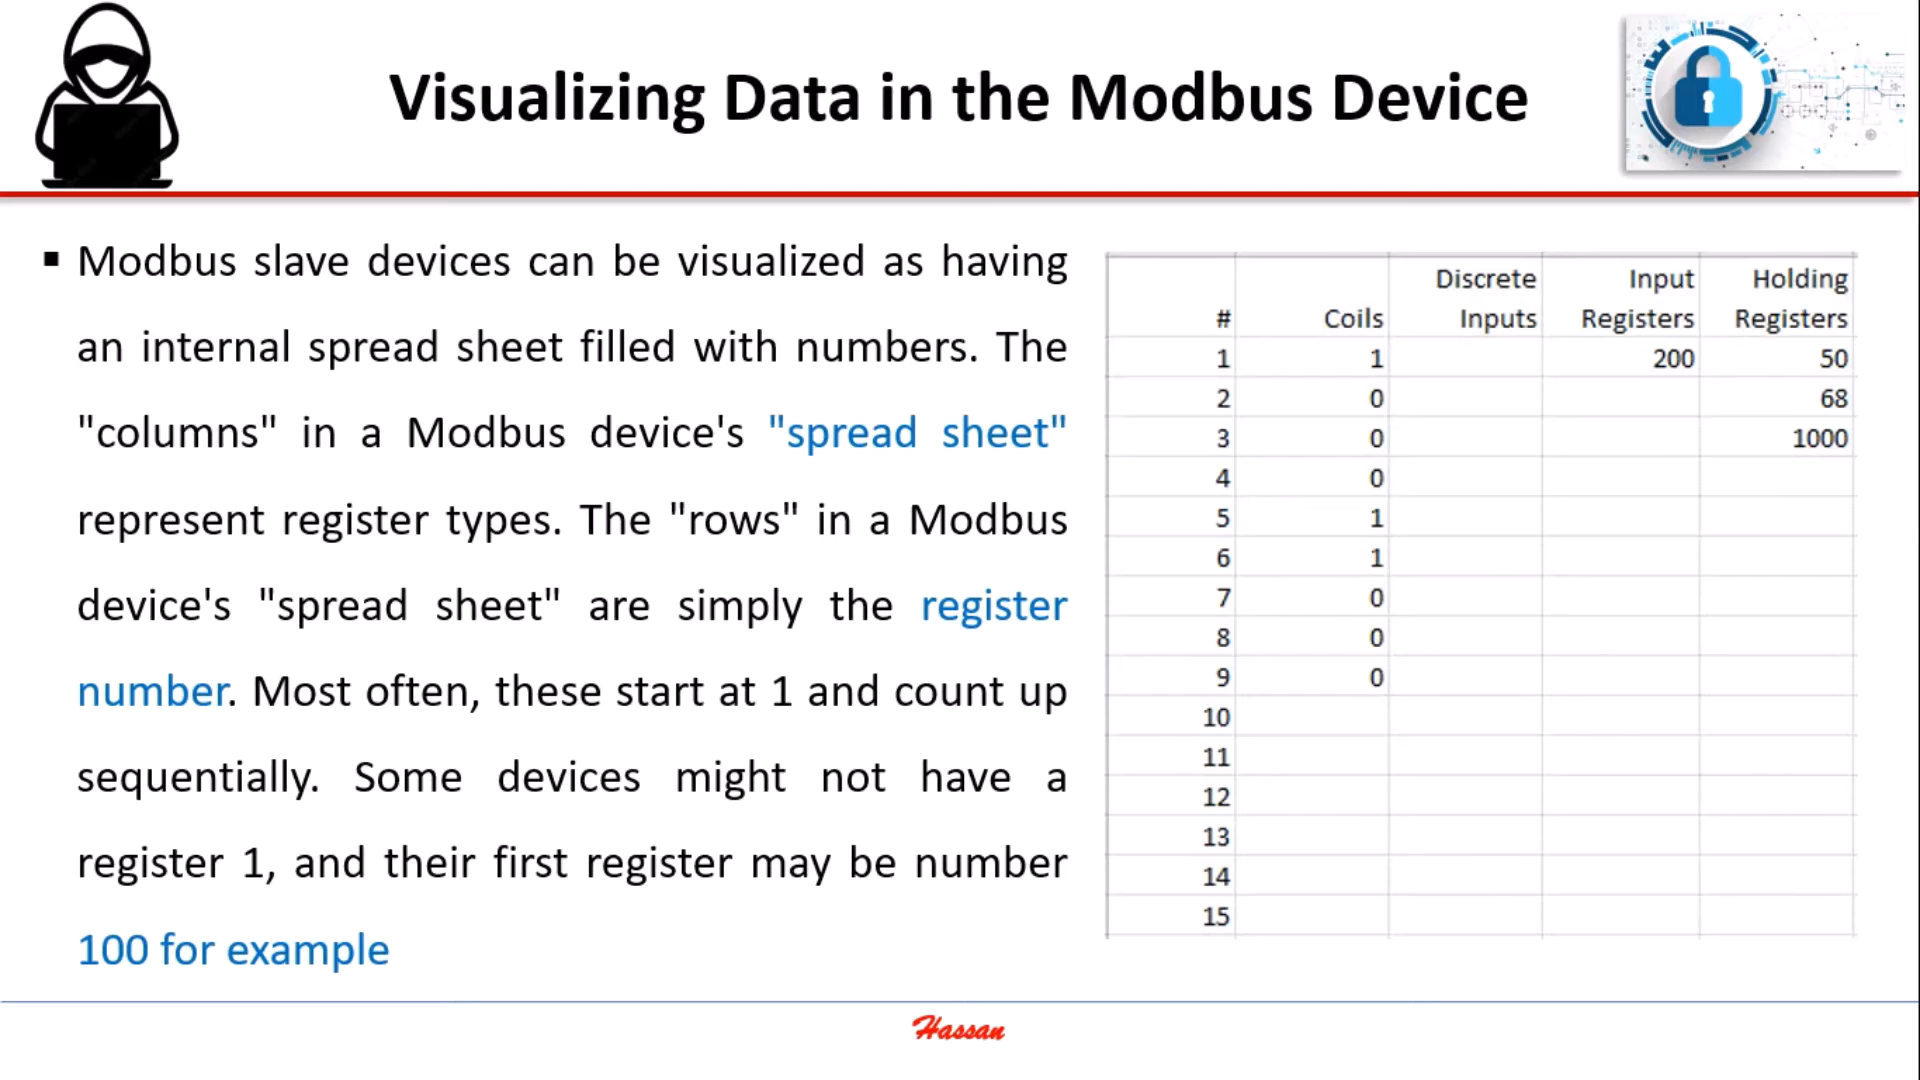 Visualizing Data in the Modbus Device
▪ Modbus slave devices can be visualized as having
an internal spread sheet filled with numbers. The
"columns" in a Modbus device's "spread sheet"
represent register types. The "rows" in a Modbus
device's "spread sheet" are simply the register
number. Most often, these start at 1 and count up
sequentially. Some devices might not have a
register 1, and their first register may be number
100 for example
Discrete Input Holding
# Coils Inputs Registers Registers
1 1 200 50
2 0 68
3 0 1000
4 0
5 1
6 1
7 0
8 0
9 0
10
11
12
13
14
15
Hassan